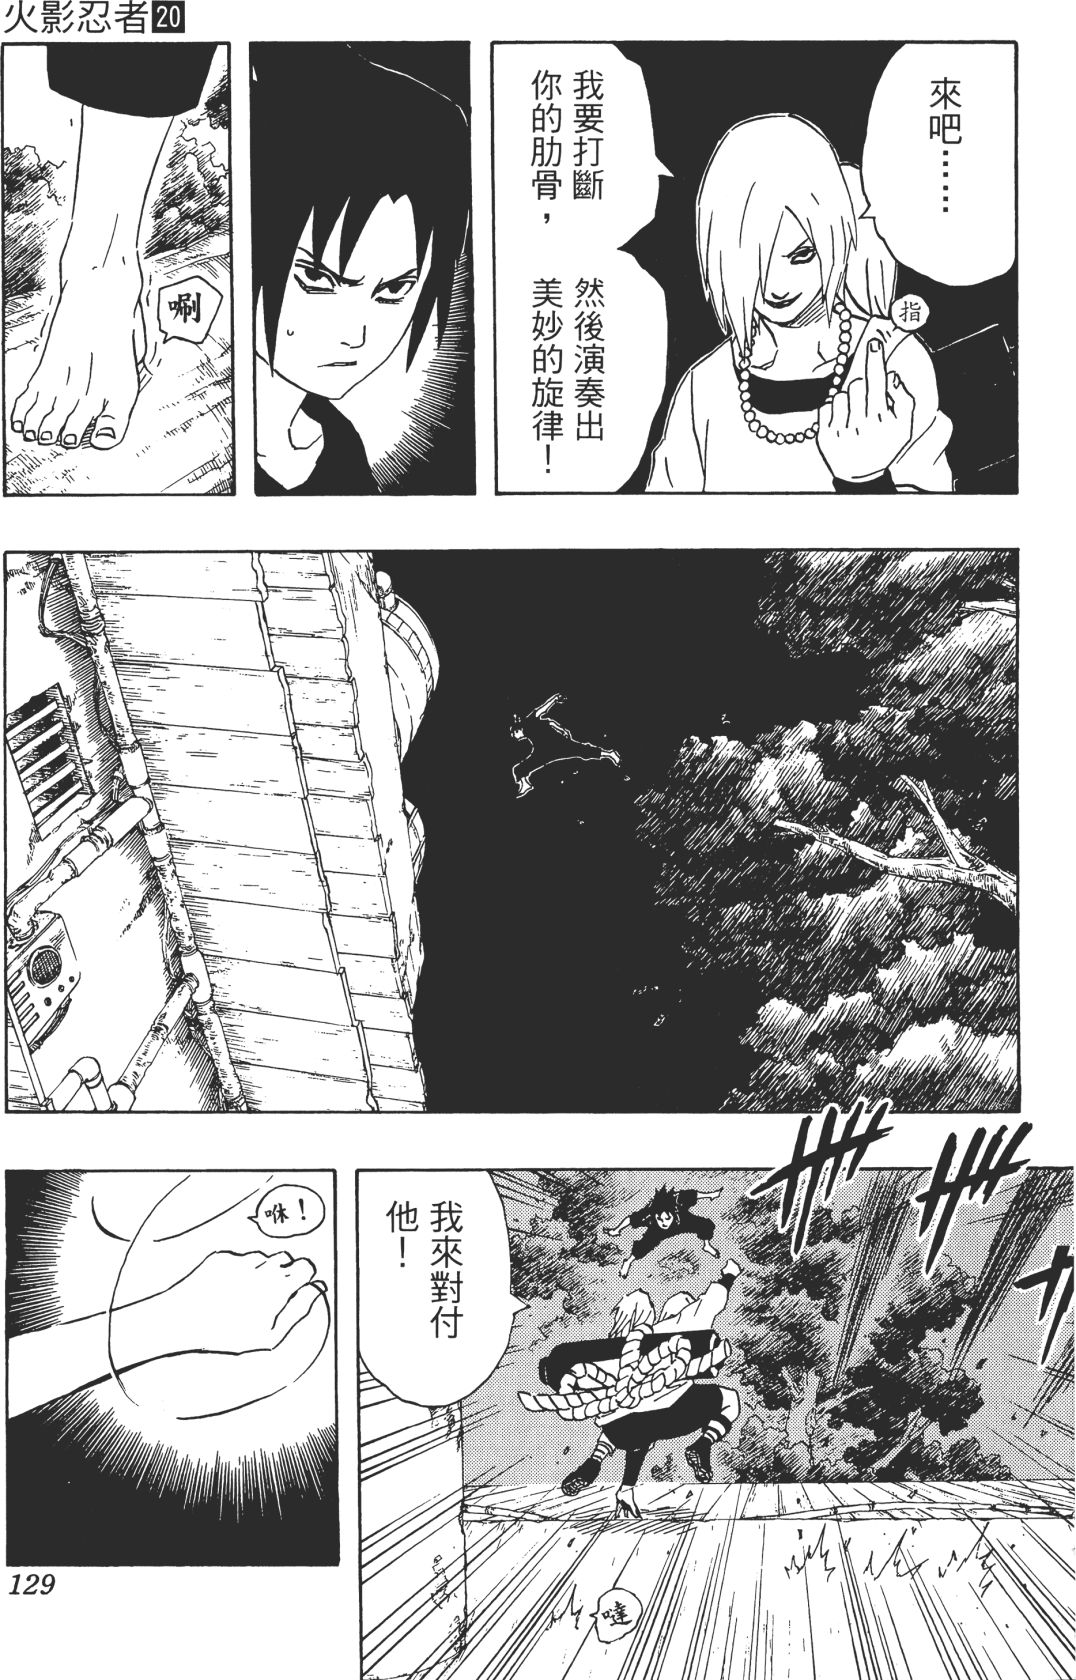 火影忍者20
來吧……
指
我要打斷
你的肋骨，
然後演奏出
美妙的旋律！
唰
我來對付
他！
噠
咻！
129